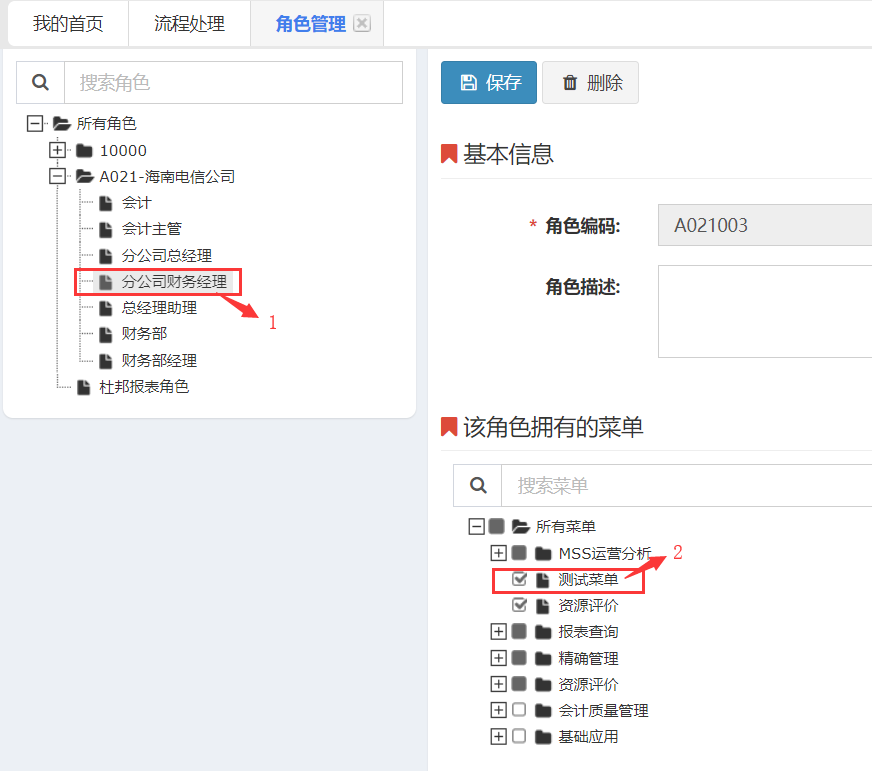 我的首页 流程处理 角色管理
搜索角色
所有角色
10000
A021-海南电信公司
会计
会计主管
分公司总经理
分公司财务经理
1
总经理助理
财务部
财务部经理
杜邦报表角色
保存 删除
基本信息
* 角色编码: A021003
角色描述:
该角色拥有的菜单
搜索菜单
所有菜单
MSS运营分析
2
测试菜单
资源评价
报表查询
精确管理
资源评价
会计质量管理
基础应用